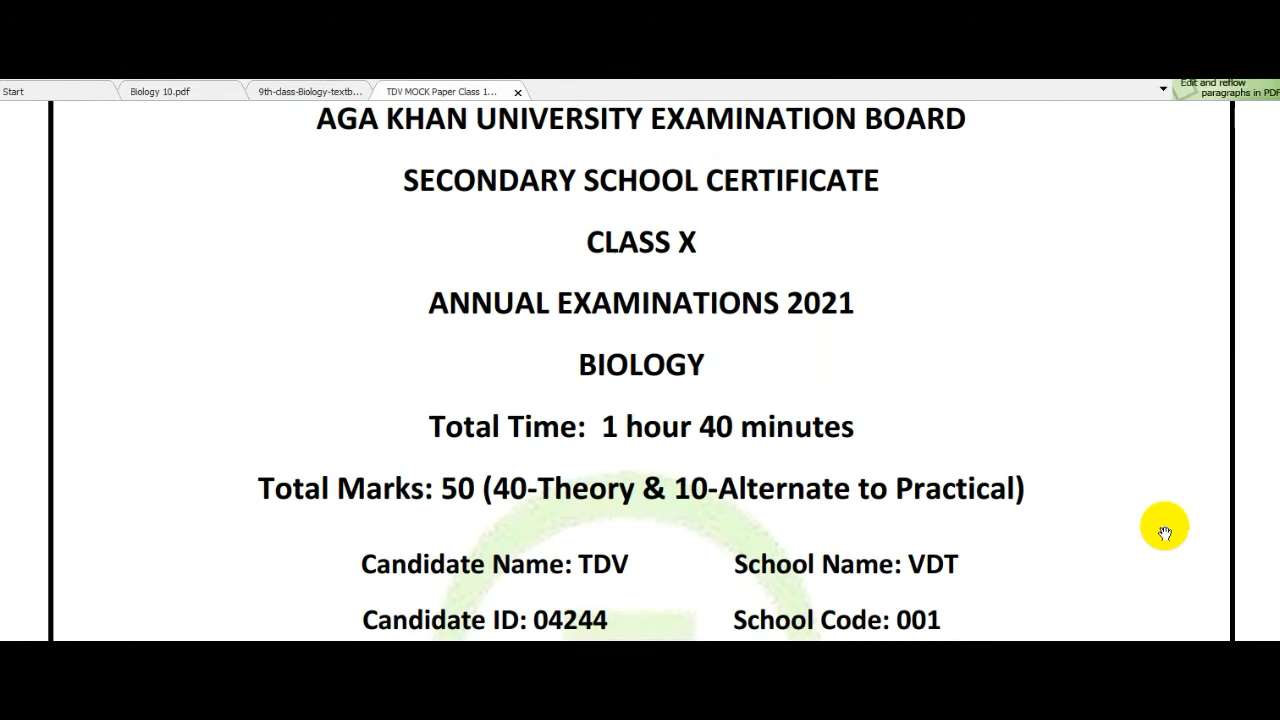 Edit and reflow
Start Biology 10.pdf 9th-class-Biology-textb... TDV MOCK Paper Class 1... paragraphs in PDF
AGA KHAN UNIVERSITY EXAMINATION BOARD
SECONDARY SCHOOL CERTIFICATE
CLASS X
ANNUAL EXAMINATIONS 2021
BIOLOGY
Total Time: 1 hour 40 minutes
Total Marks: 50 (40-Theory & 10-Alternate to Practical)
Candidate Name: TDV School Name: VDT
Candidate ID: 04244 School Code: 001